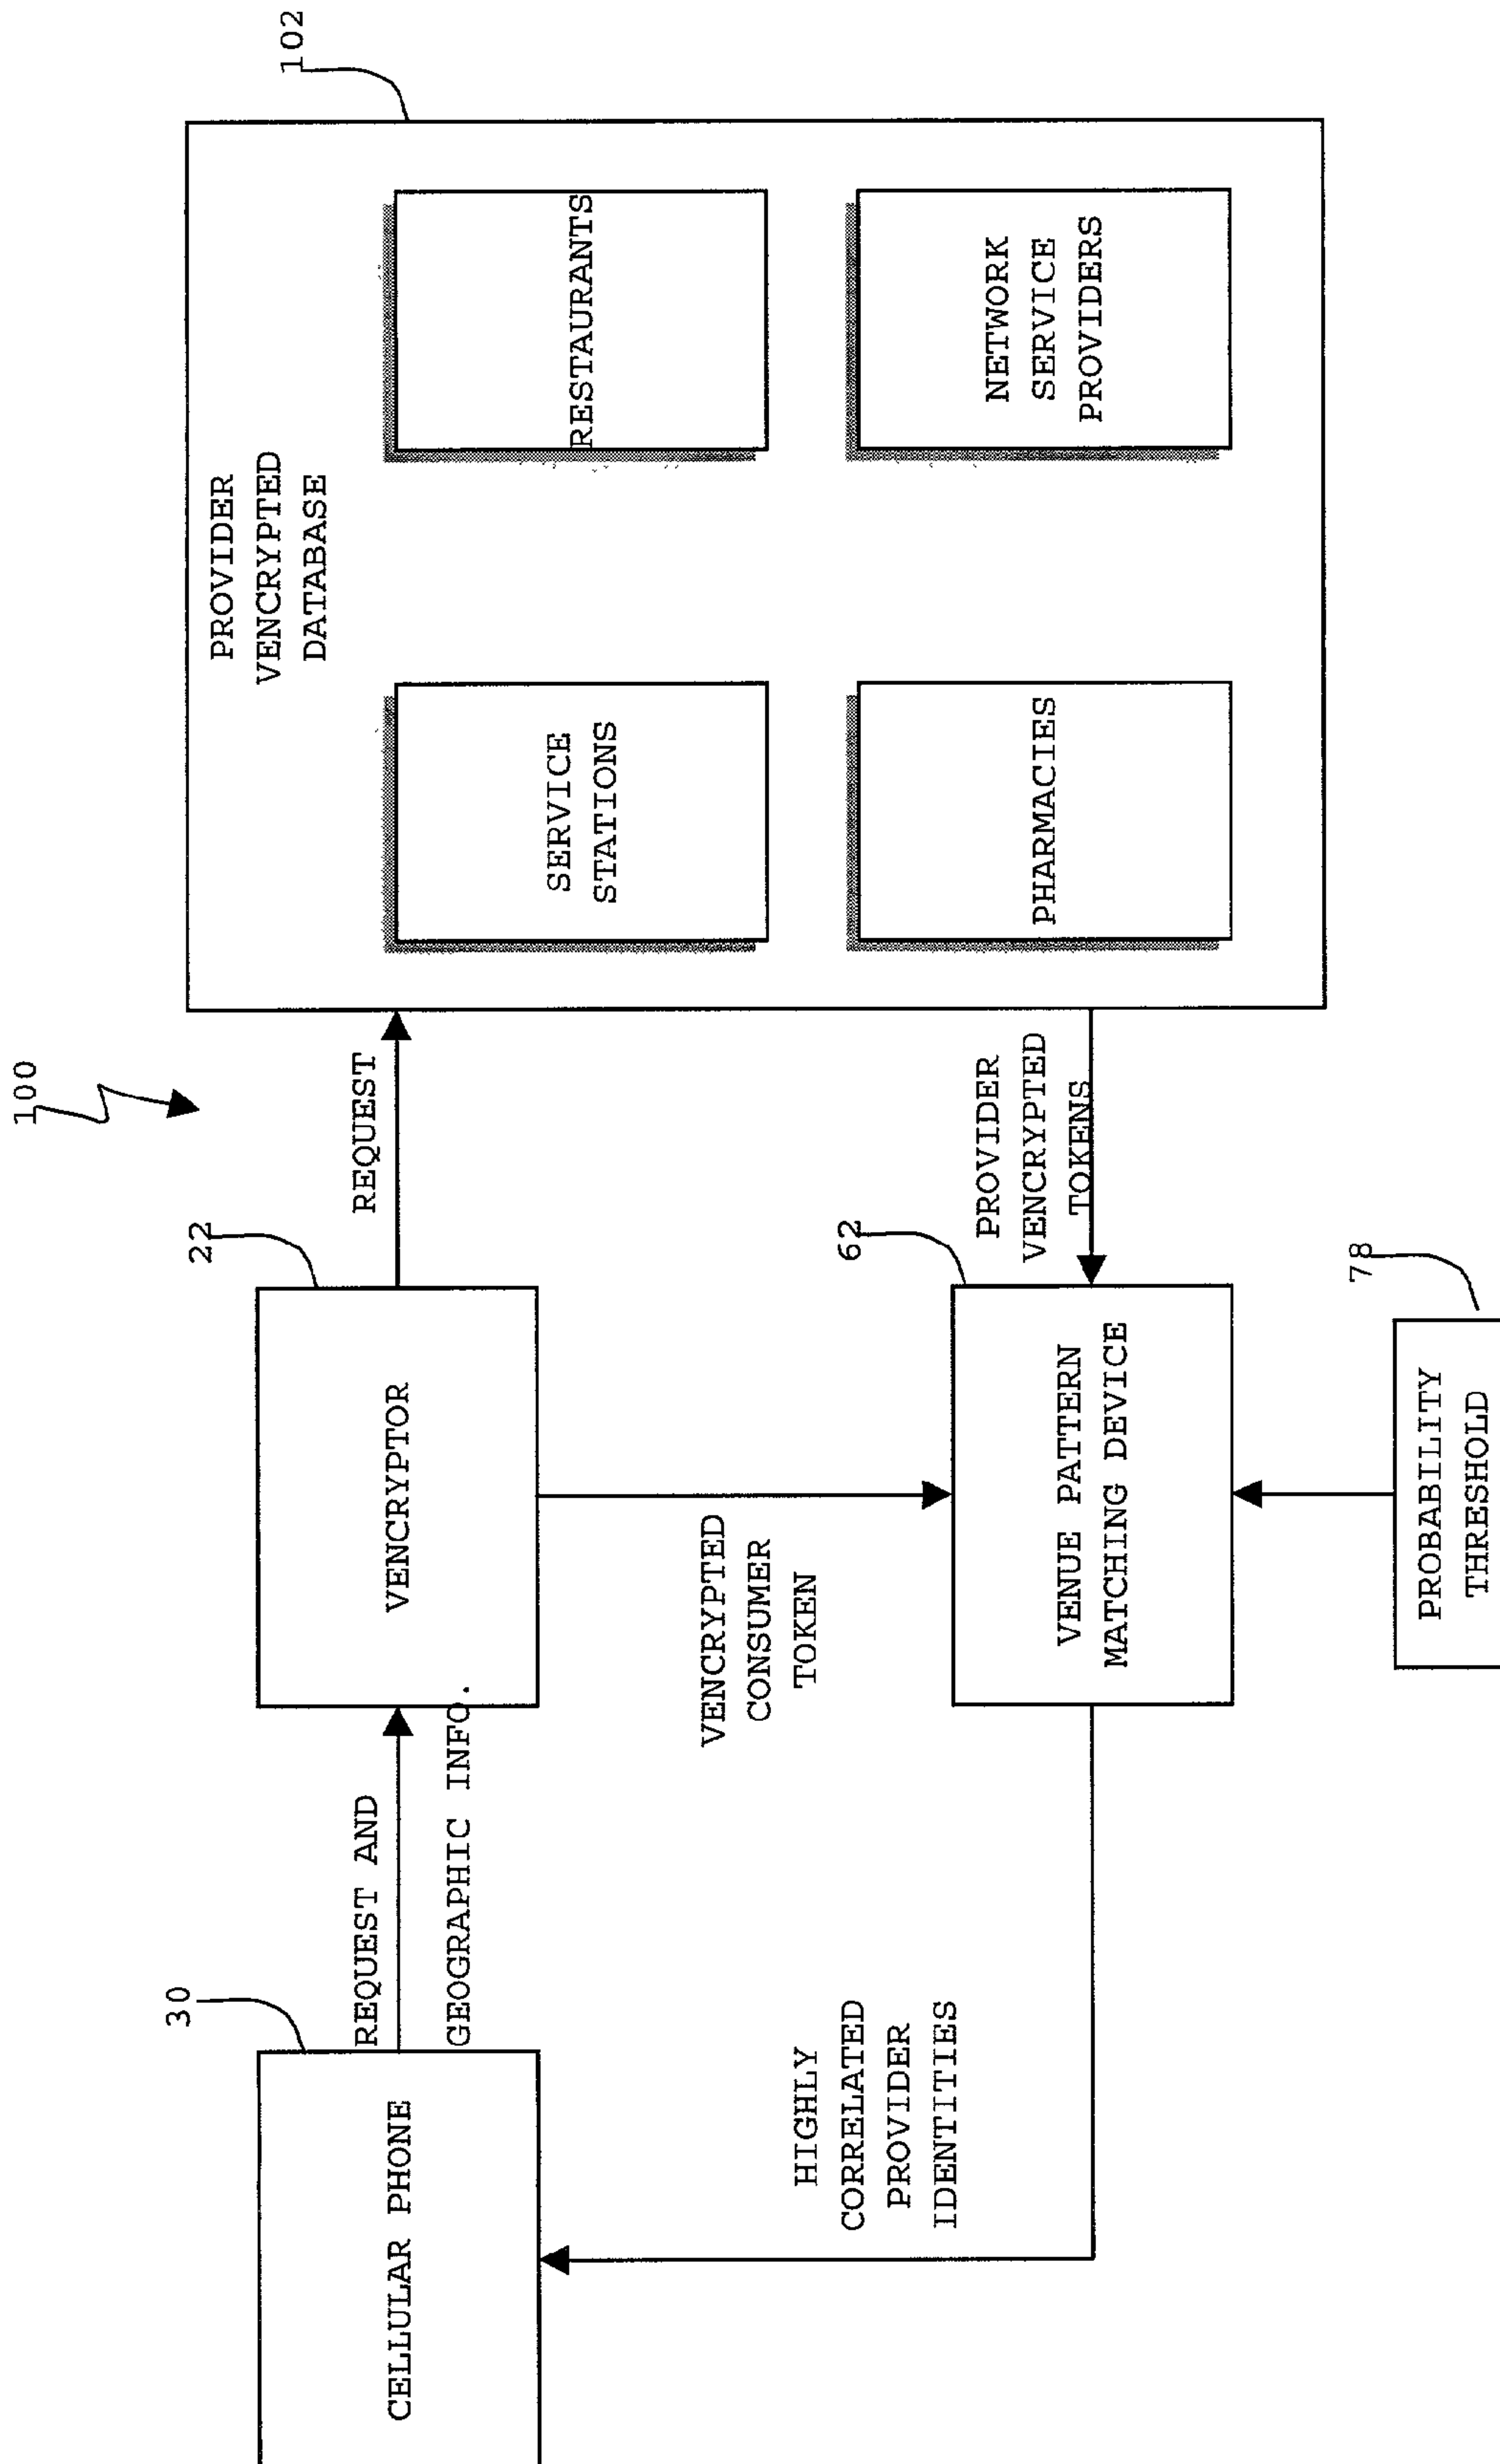 100
30
CELLULAR PHONE
REQUEST AND
GEOGRAPHIC INFO.
22
VENCRYPTOR
REQUEST
102
PROVIDER
VENCRYPTED
DATABASE
SERVICE
STATIONS
RESTAURANTS
PHARMACIES
NETWORK
SERVICE
PROVIDERS
VENCRYPTED
CONSUMER
TOKEN
HIGHLY
CORRELATED
PROVIDER
IDENTITIES
62
VENUE PATTERN
MATCHING DEVICE
PROVIDER
VENCRYPTED
TOKENS
78
PROBABILITY
THRESHOLD